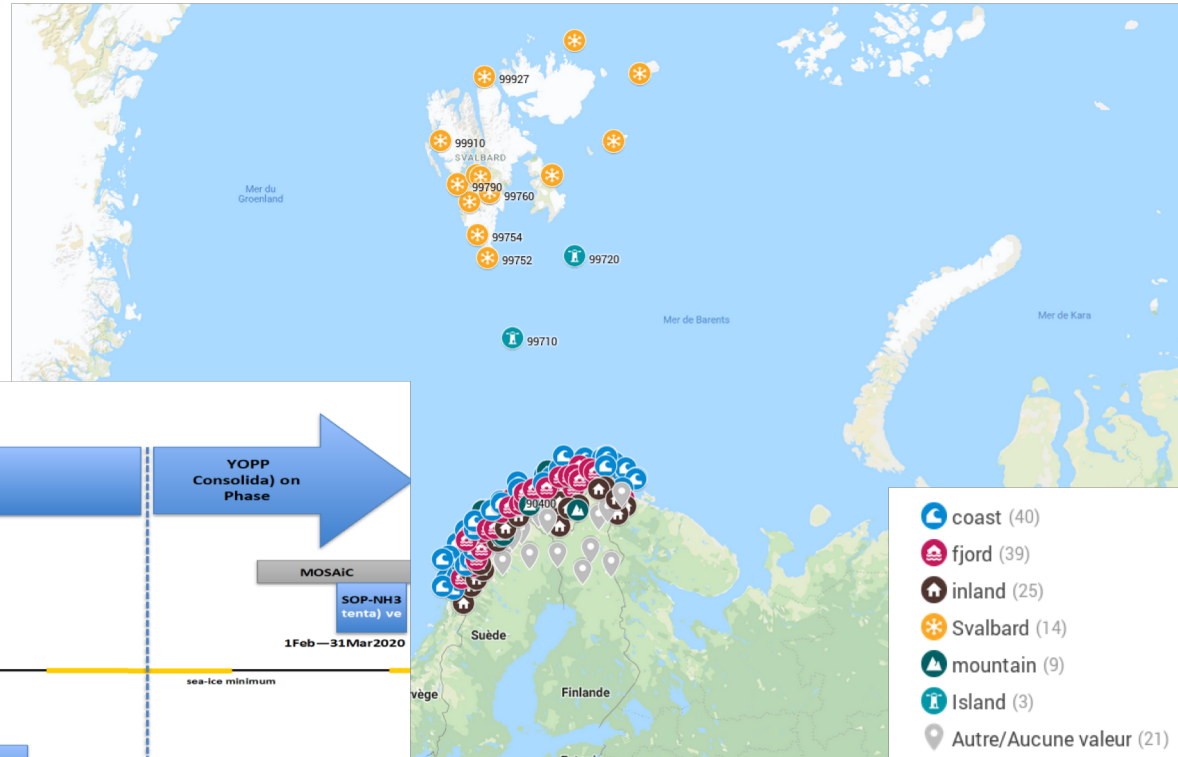 99927
99910
SVALBARD
99790
99760
Mer du
Groenland
99754
99752
99720
Mer de Barents
Mer de Kara
99710
YOPP
Consolida) on
Phase
MOSAiC
SOP-NH3
tenta) ve
1Feb—31Mar2020
sea-ice minimum
90400
Suède
vège
Finlande
coast (40)
fjord (39)
inland (25)
Svalbard (14)
mountain (9)
Island (3)
Autre/Aucune valeur (21)